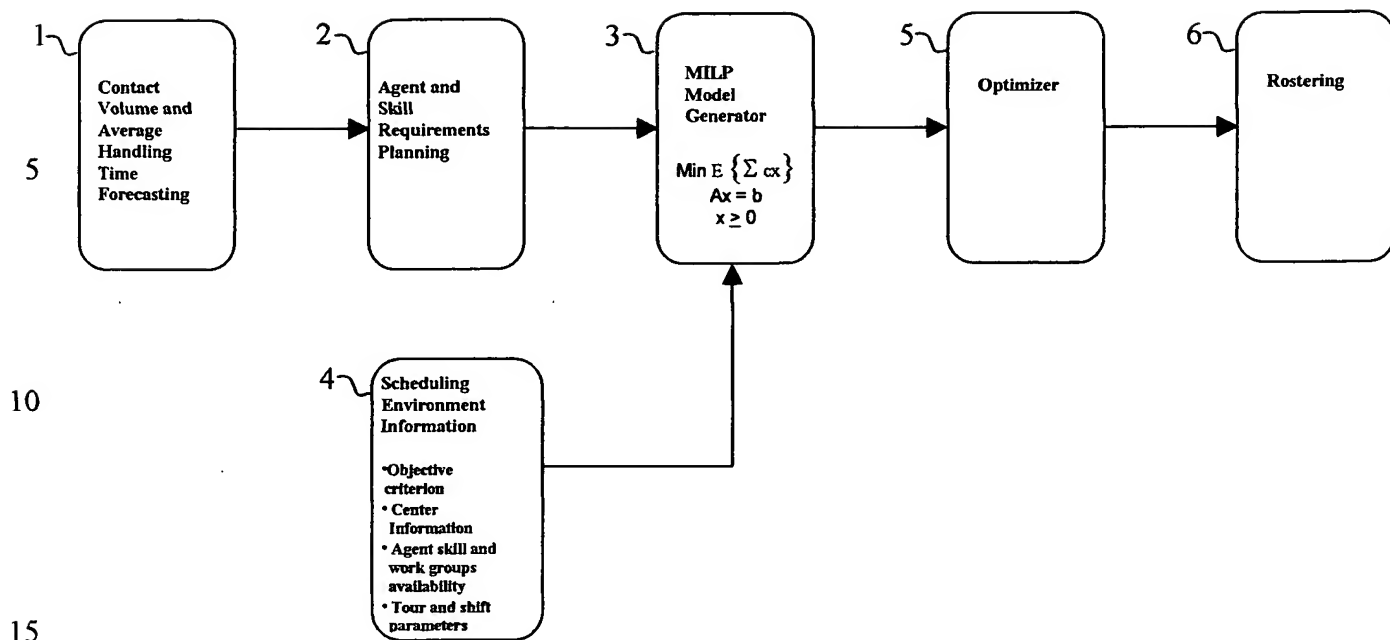 1
Contact
Volume and
Average
Handling
Time
Forecasting
2
Agent and
Skill
Requirements
Planning
3
MILP
Model
Generator
Min E { Σ cx }
Ax = b
x ≥ 0
5
Optimizer
6
Rostering
5
4
Scheduling
Environment
Information
•Objective
criterion
• Center
Information
• Agent skill and
work groups
availability
• Tour and shift
parameters
10
15